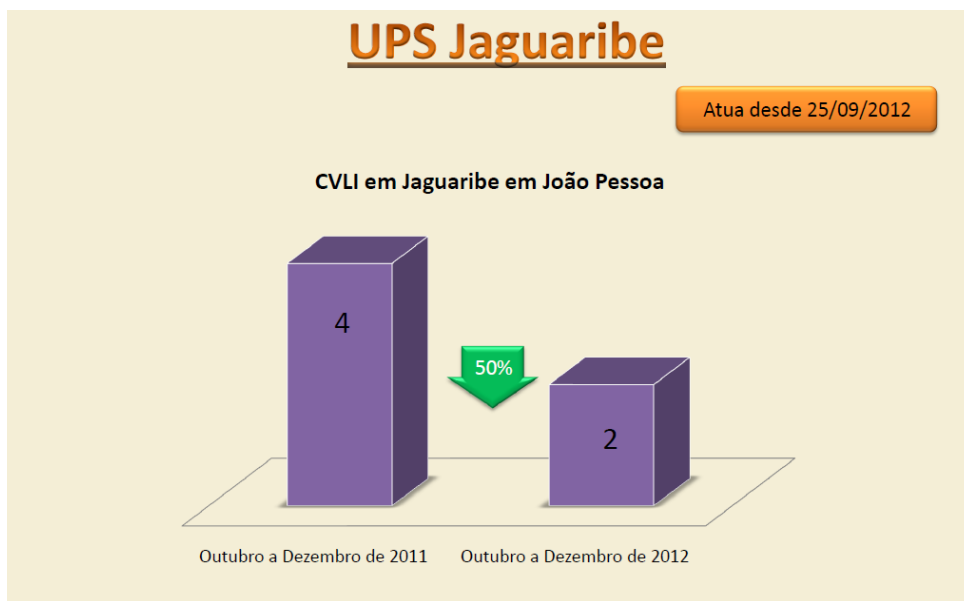 UPS Jaguaribe
Atua desde 25/09/2012
CVLI em Jaguaribe em João Pessoa
4
50%
2
Outubro a Dezembro de 2011
Outubro a Dezembro de 2012